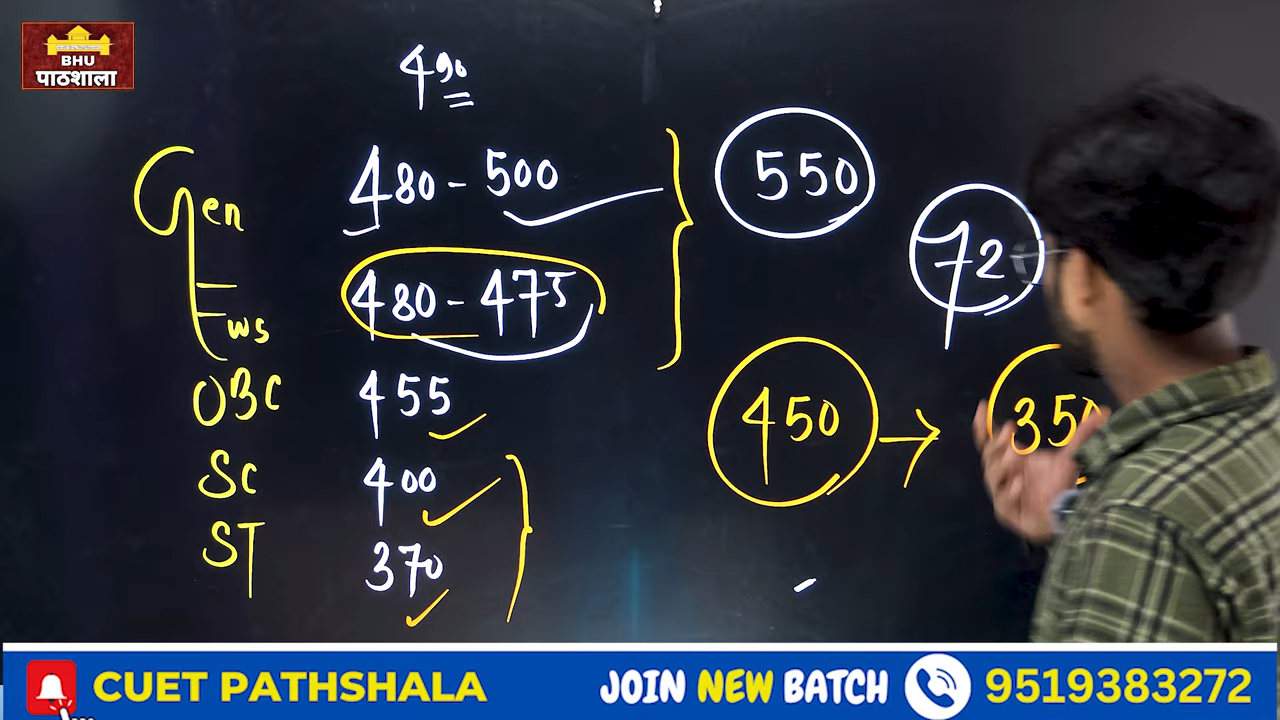 BHU
पाठशाला
490
Gen 480 - 500
550
72
Ews 480 - 475
OBC 455
450 → 350
SC 400
ST 370
CUET PATHSHALA
JOIN NEW BATCH
9519383272